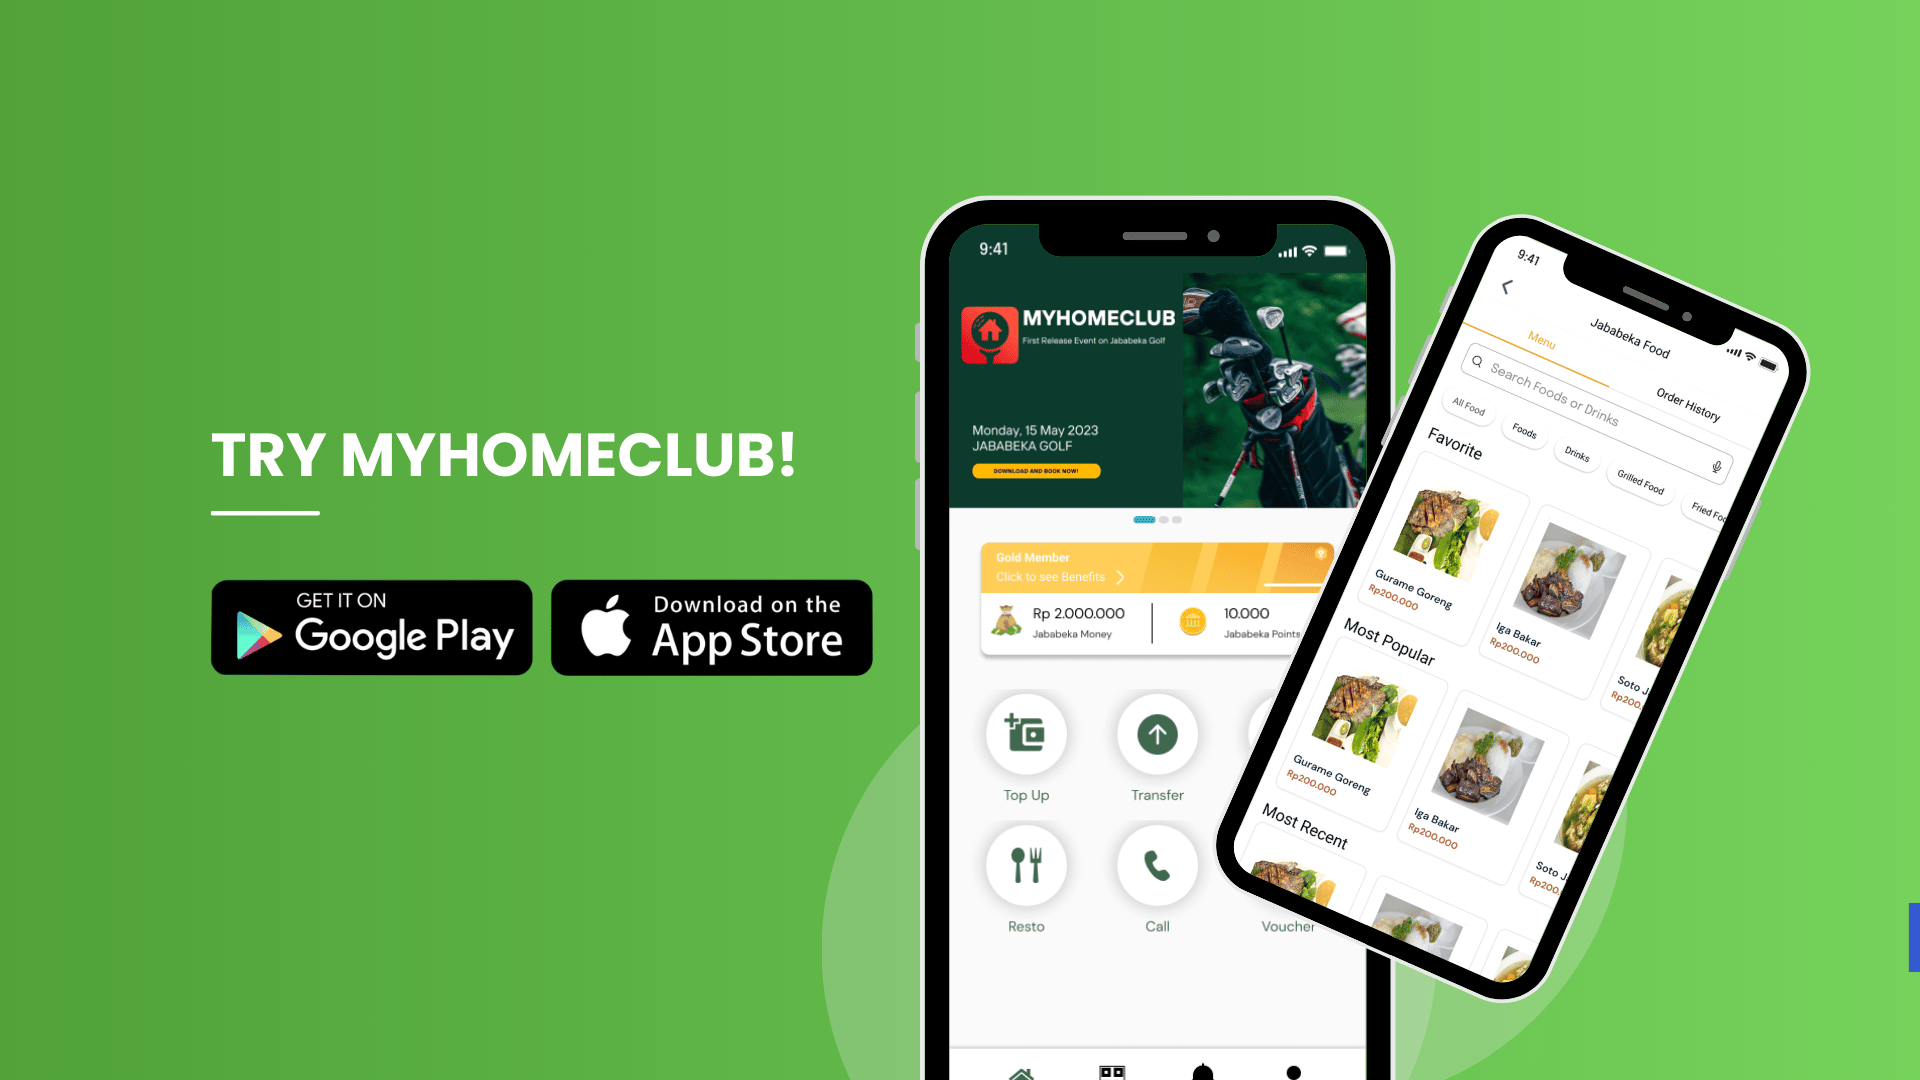 TRY MYHOMECLUB!
GET IT ON
Google Play
Download on the
App Store
9:41
MYHOMECLUB
First Release Event on Jababeka Golf
Monday, 15 May 2023
JABABEKA GOLF
DOWNLOAD AND BOOK NOW!
Gold Member
Click to see Benefits
Rp 2.000.000
Jababeka Money
10.000
Jababeka Points
Top Up
Transfer
Resto
Call
Voucher
9:41
Jababeka Food
Menu
Order History
Search Foods or Drinks
All Food
Foods
Drinks
Grilled Food
Fried Foo
Favorite
Gurame Goreng
Rp200.000
Iga Bakar
Rp200.000
Soto J
Rp200.
Most Popular
Gurame Goreng
Rp200.000
Iga Bakar
Rp200.000
Soto J
Rp200.
Most Recent